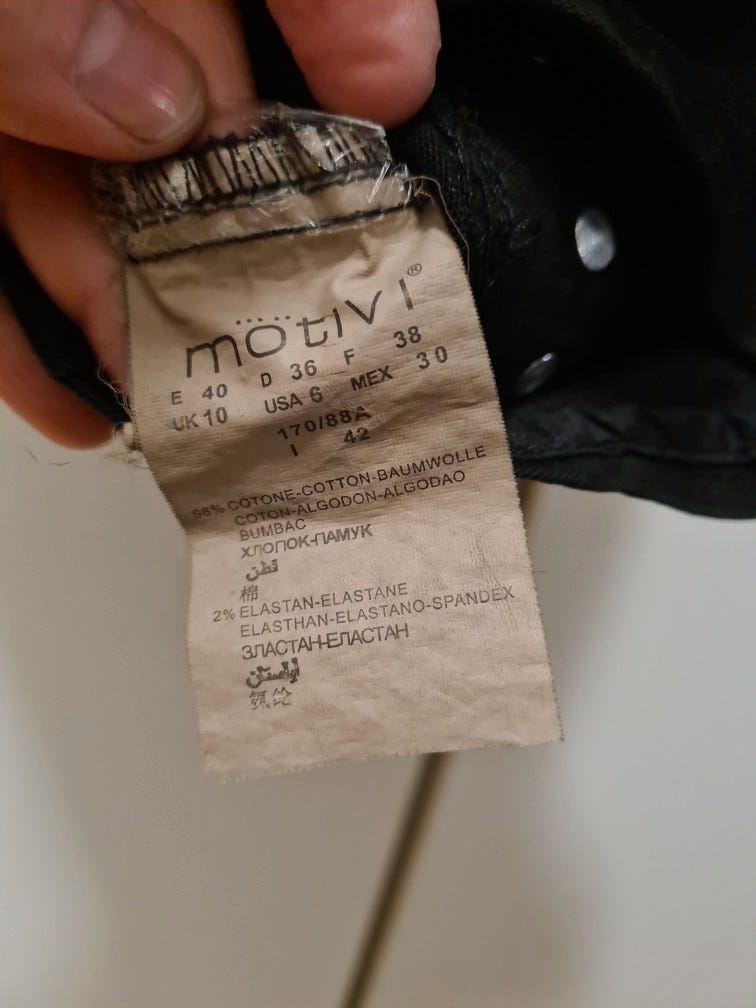 motivi®
E 40 D 36 F 38
UK 10 USA 6 MEX 30
170/88A
I 42
98% COTONE-COTTON-BAUMWOLLE
COTON-ALGODON-ALGODAO
BUMBAC
ХЛОПОК-ПАМУК
قطن
棉
2% ELASTAN-ELASTANE
ELASTHAN-ELASTANO-SPANDEX
ЗЛАСТАН-ЕЛАСТАН
氨纶